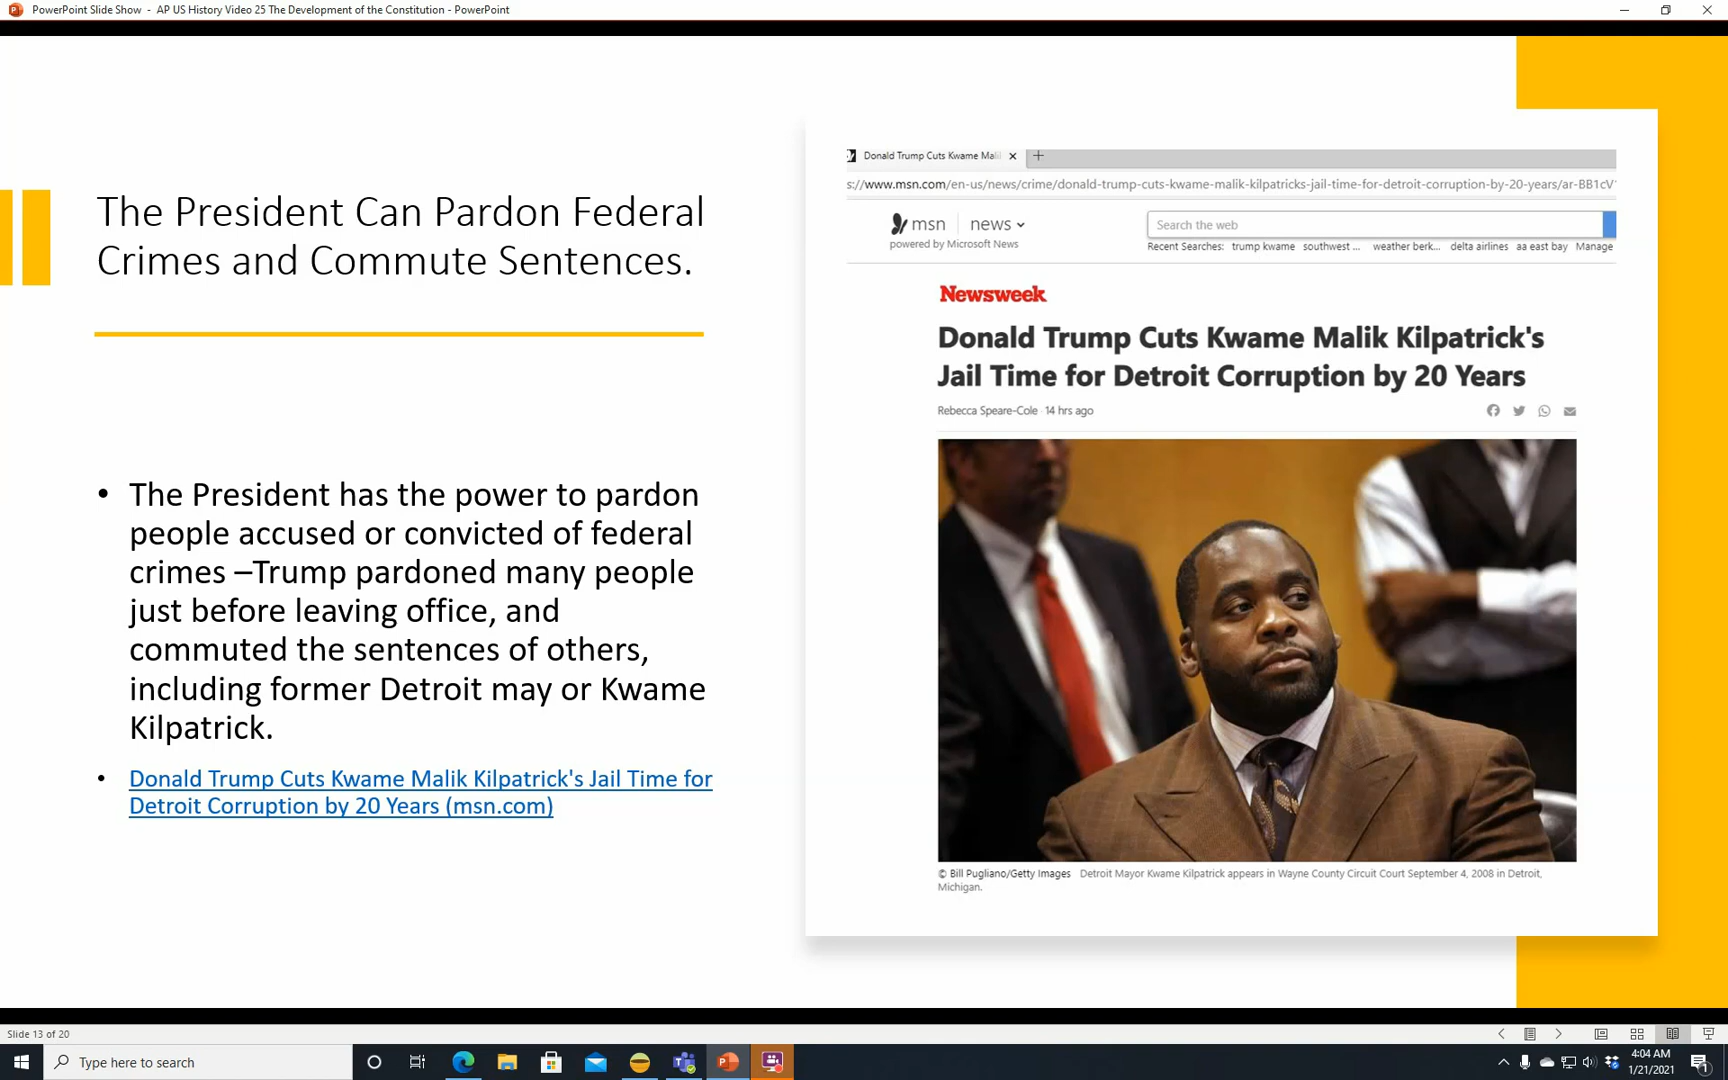 PowerPoint Slide Show - AP US History Video 25 The Development of the Constitution - PowerPoint
The President Can Pardon Federal
Crimes and Commute Sentences.
• The President has the power to pardon
people accused or convicted of federal
crimes –Trump pardoned many people
just before leaving office, and
commuted the sentences of others,
including former Detroit may or Kwame
Kilpatrick.
• Donald Trump Cuts Kwame Malik Kilpatrick's Jail Time for
Detroit Corruption by 20 Years (msn.com)
Donald Trump Cuts Kwame Mali
s://www.msn.com/en-us/news/crime/donald-trump-cuts-kwame-malik-kilpatricks-jail-time-for-detroit-corruption-by-20-years/ar-BB1cV
msn news
powered by Microsoft News
Search the web
Recent Searches: trump kwame southwest ... weather berk... delta airlines aa east bay Manage
Newsweek
Donald Trump Cuts Kwame Malik Kilpatrick's
Jail Time for Detroit Corruption by 20 Years
Rebecca Speare-Cole 14 hrs ago
© Bill Pugliano/Getty Images Detroit Mayor Kwame Kilpatrick appears in Wayne County Circuit Court September 4, 2008 in Detroit,
Michigan.
Slide 13 of 20
Type here to search
4:04 AM
1/21/2021
1